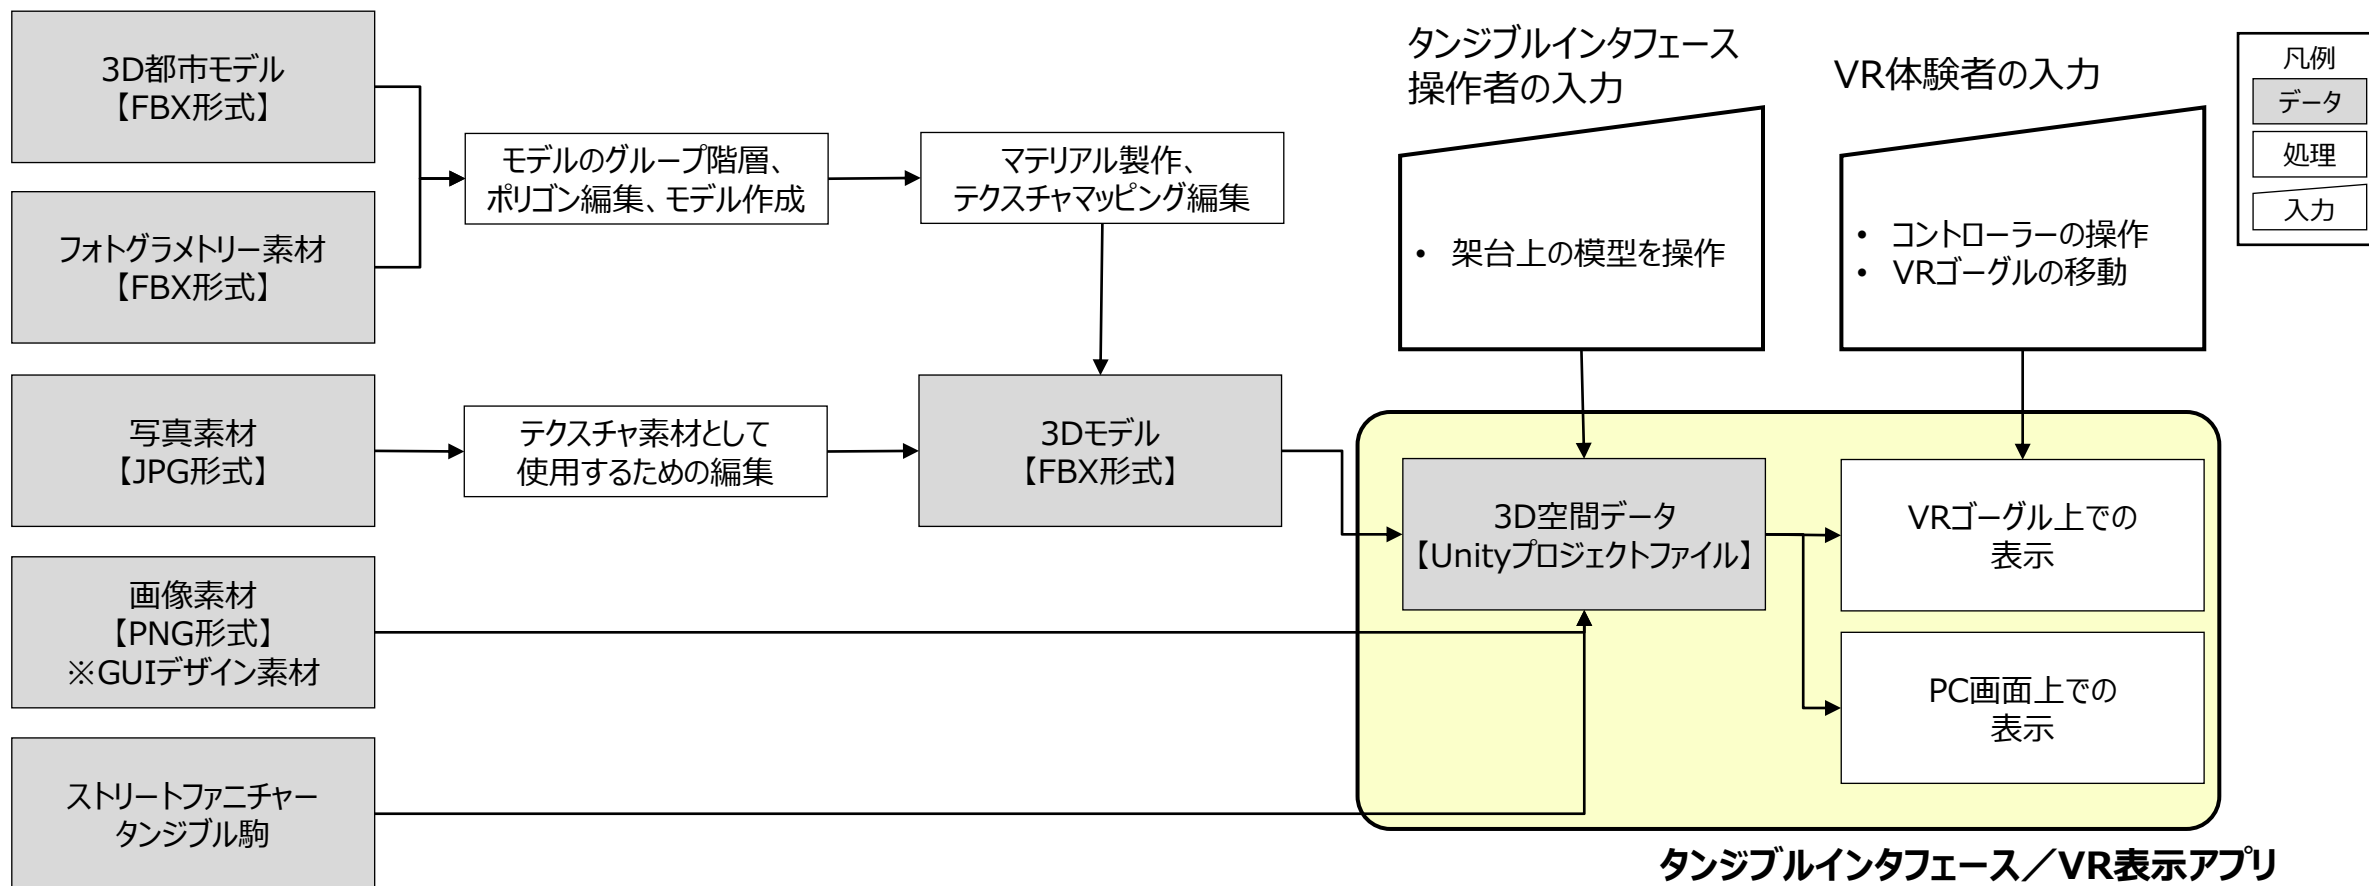 3D都市モデル
【FBX形式】
フォトグラメトリー素材
【FBX形式】
写真素材
【JPG形式】
画像素材
【PNG形式】
※GUIデザイン素材
ストリートファニチャー
タンジブル駒
モデルのグループ階層、
ポリゴン編集、モデル作成
マテリアル製作、
テクスチャマッピング編集
テクスチャ素材として
使用するための編集
3Dモデル
【FBX形式】
タンジブルインタフェース
操作者の入力
• 架台上の模型を操作
VR体験者の入力
• コントローラーの操作
• VRゴーグルの移動
3D空間データ
【Unityプロジェクトファイル】
VRゴーグル上での
表示
PC画面上での
表示
タンジブルインタフェース／VR表示アプリ
凡例
データ
処理
入力